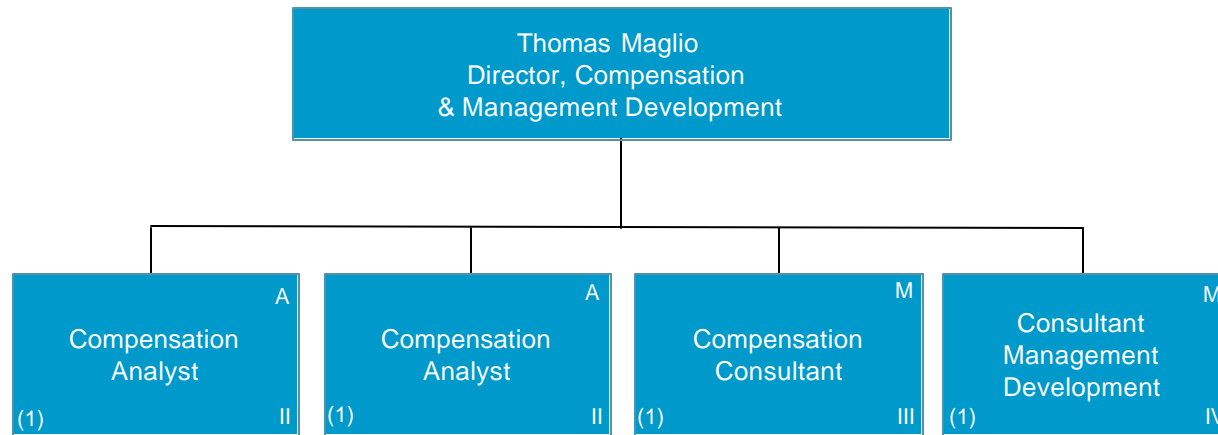 Thomas Maglio
Director, Compensation
& Management Development
A
Compensation
Analyst
(1) II
A
Compensation
Analyst
(1) II
M
Compensation
Consultant
(1) III
M
Consultant
Management
Development
(1) IV